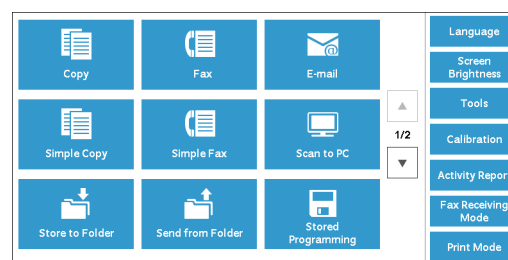 Copy
Fax
E-mail
Simple Copy
Simple Fax
Scan to PC
Store to Folder
Send from Folder
Stored
Programming
1/2
Language
Screen
Brightness
Tools
Calibration
Activity Repor
Fax Receiving
Mode
Print Mode